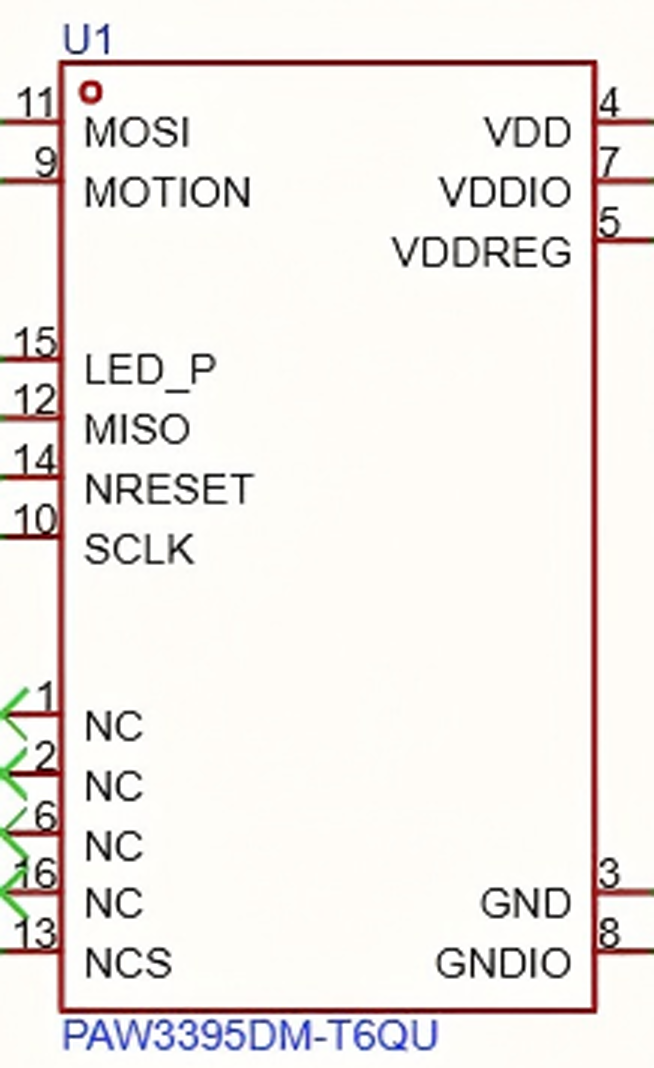 U1
11 MOSI VDD 4
9 MOTION VDDIO 7
VDDREG 5
15 LED_P
12 MISO
14 NRESET
10 SCLK
1 NC
2 NC
6 NC
16 NC GND 3
13 NCS GNDIO 8
PAW3395DM-T6QU